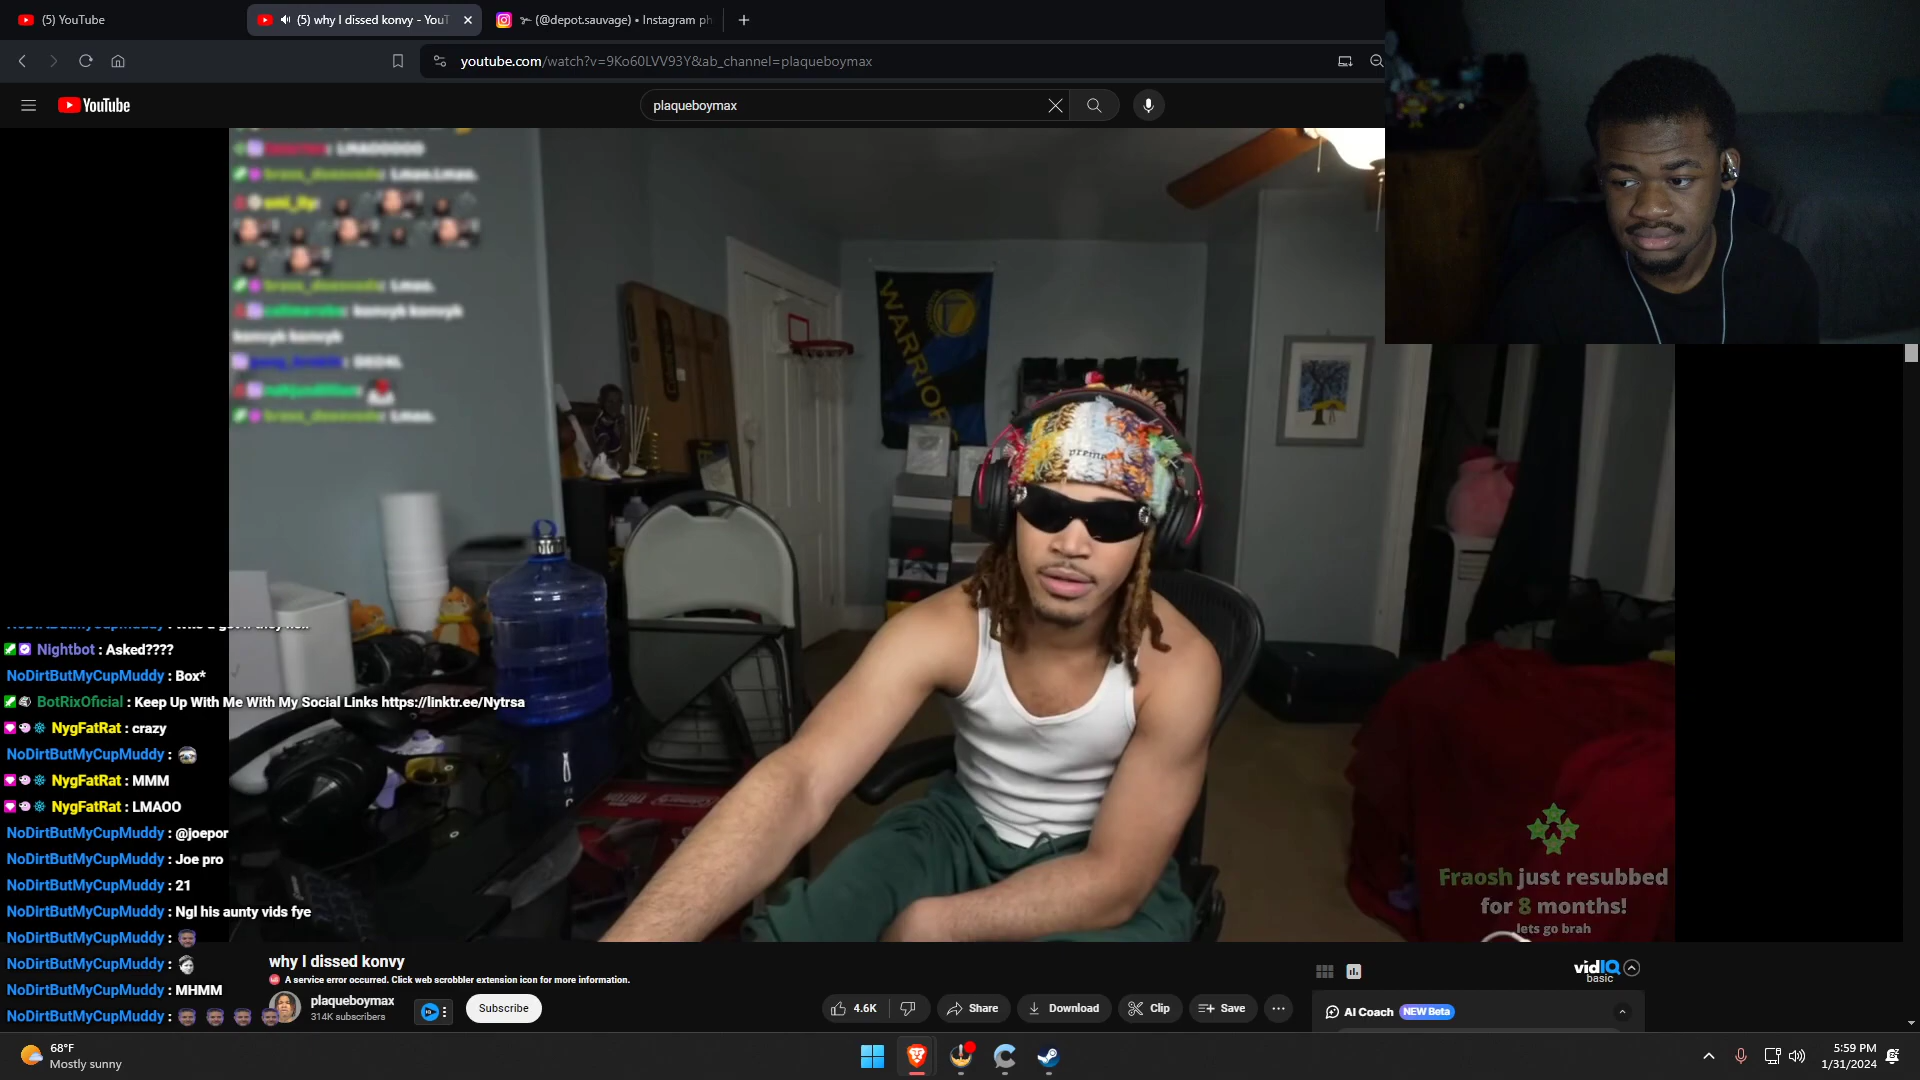 (5) YouTube
(5) why I dissed konvy - YouT
(@depot.sauvage) • Instagram ph
youtube.com/watch?v=9Ko60LVV93Y&ab_channel=plaqueboymax
YouTube
plaqueboymax
WARRIOR
preme
Nightbot : Asked????
NoDirtButMyCupMuddy : Box*
BotRixOficial : Keep Up With Me With My Social Links https://linktr.ee/Nytrsa
NygFatRat : crazy
NoDirtButMyCupMuddy :
NygFatRat : MMM
NygFatRat : LMAOO
NoDirtButMyCupMuddy : @joepor
NoDirtButMyCupMuddy : Joe pro
NoDirtButMyCupMuddy : 21
NoDirtButMyCupMuddy : Ngl his aunty vids fye
NoDirtButMyCupMuddy :
NoDirtButMyCupMuddy :
NoDirtButMyCupMuddy : MHMM
NoDirtButMyCupMuddy :
Fraosh just resubbed
for 8 months!
lets go brah
why I dissed konvy
A service error occurred. Click web scrobbler extension icon for more information.
plaqueboymax
314K subscribers
Subscribe
4.6K
Share
Download
Clip
Save
vidIQ
basic
AI Coach NEW Beta
68°F
Mostly sunny
5:59 PM
1/31/2024